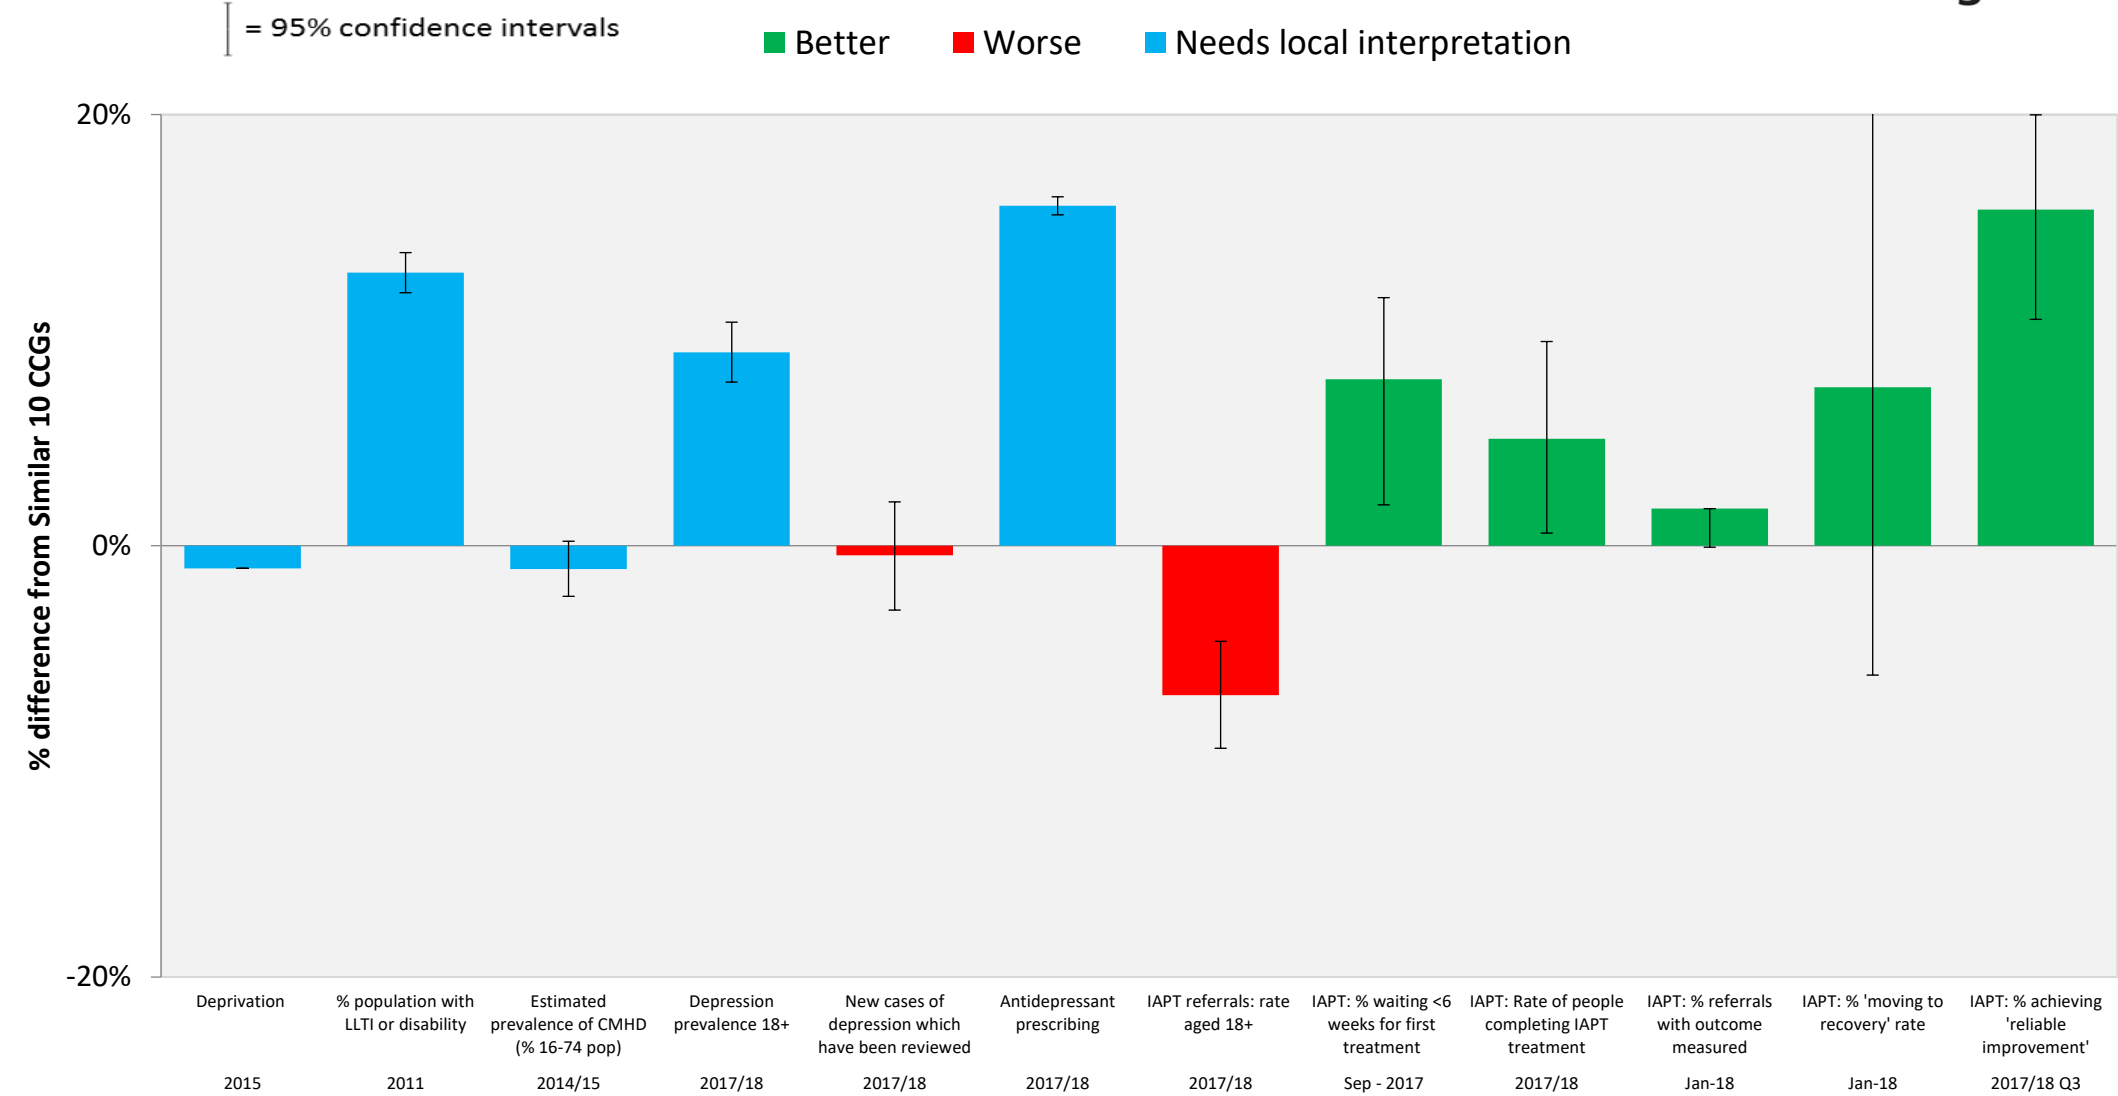 = 95% confidence intervals
Better
Worse
Needs local interpretation
% difference from Similar 10 CCGs
20%
0%
-20%
Deprivation
2015
% population with
LLTI or disability
2011
Estimated
prevalence of CMHD
(% 16-74 pop)
2014/15
Depression
prevalence 18+
2017/18
New cases of
depression which
have been reviewed
2017/18
Antidepressant
prescribing
2017/18
IAPT referrals: rate
aged 18+
2017/18
IAPT: % waiting <6
weeks for first
treatment
Sep - 2017
IAPT: Rate of people
completing IAPT
treatment
2017/18
IAPT: % referrals
with outcome
measured
Jan-18
IAPT: % 'moving to
recovery' rate
Jan-18
IAPT: % achieving
'reliable
improvement'
2017/18 Q3